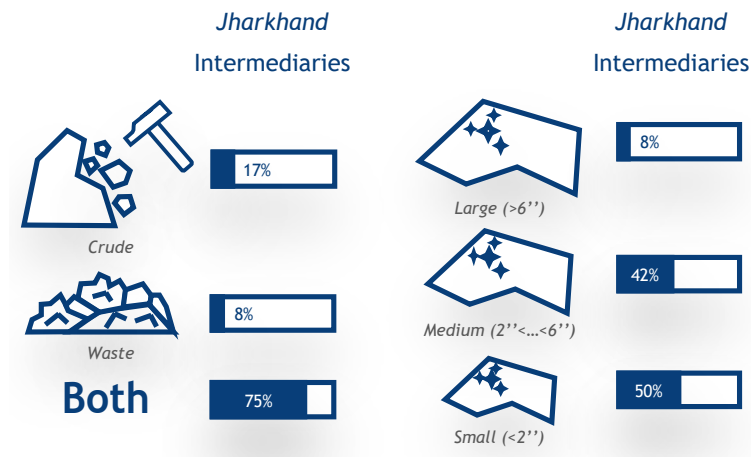 Jharkhand
Intermediaries
17%
Crude
8%
Waste
Both
75%
Jharkhand
Intermediaries
8%
Large (>6’’)
42%
Medium (2’’<…<6’’)
50%
Small (<2’’)